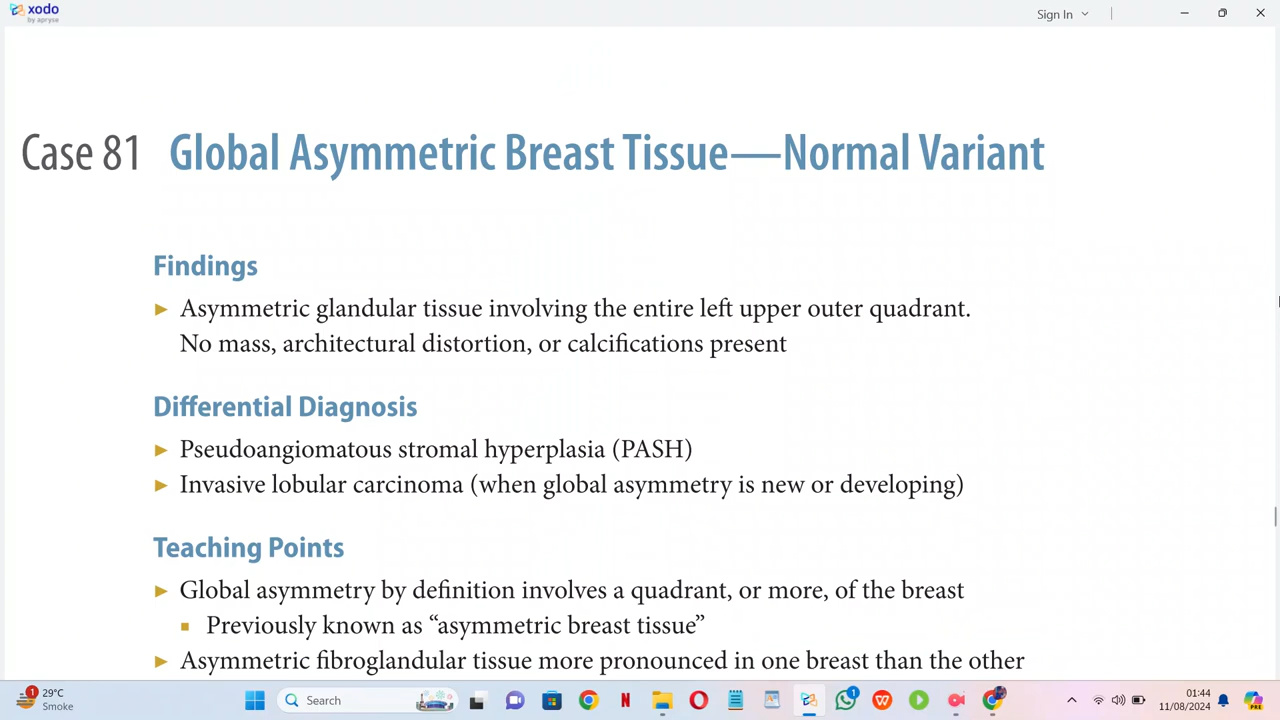 xodo
by apryse
Sign In
Case 81 Global Asymmetric Breast Tissue—Normal Variant
Findings
► Asymmetric glandular tissue involving the entire left upper outer quadrant.
No mass, architectural distortion, or calcifications present
Differential Diagnosis
► Pseudoangiomatous stromal hyperplasia (PASH)
► Invasive lobular carcinoma (when global asymmetry is new or developing)
Teaching Points
► Global asymmetry by definition involves a quadrant, or more, of the breast
■ Previously known as “asymmetric breast tissue”
► Asymmetric fibroglandular tissue more pronounced in one breast than the other
1
29°C
Smoke
Search
N
1
W
01:44
11/08/2024
PRE